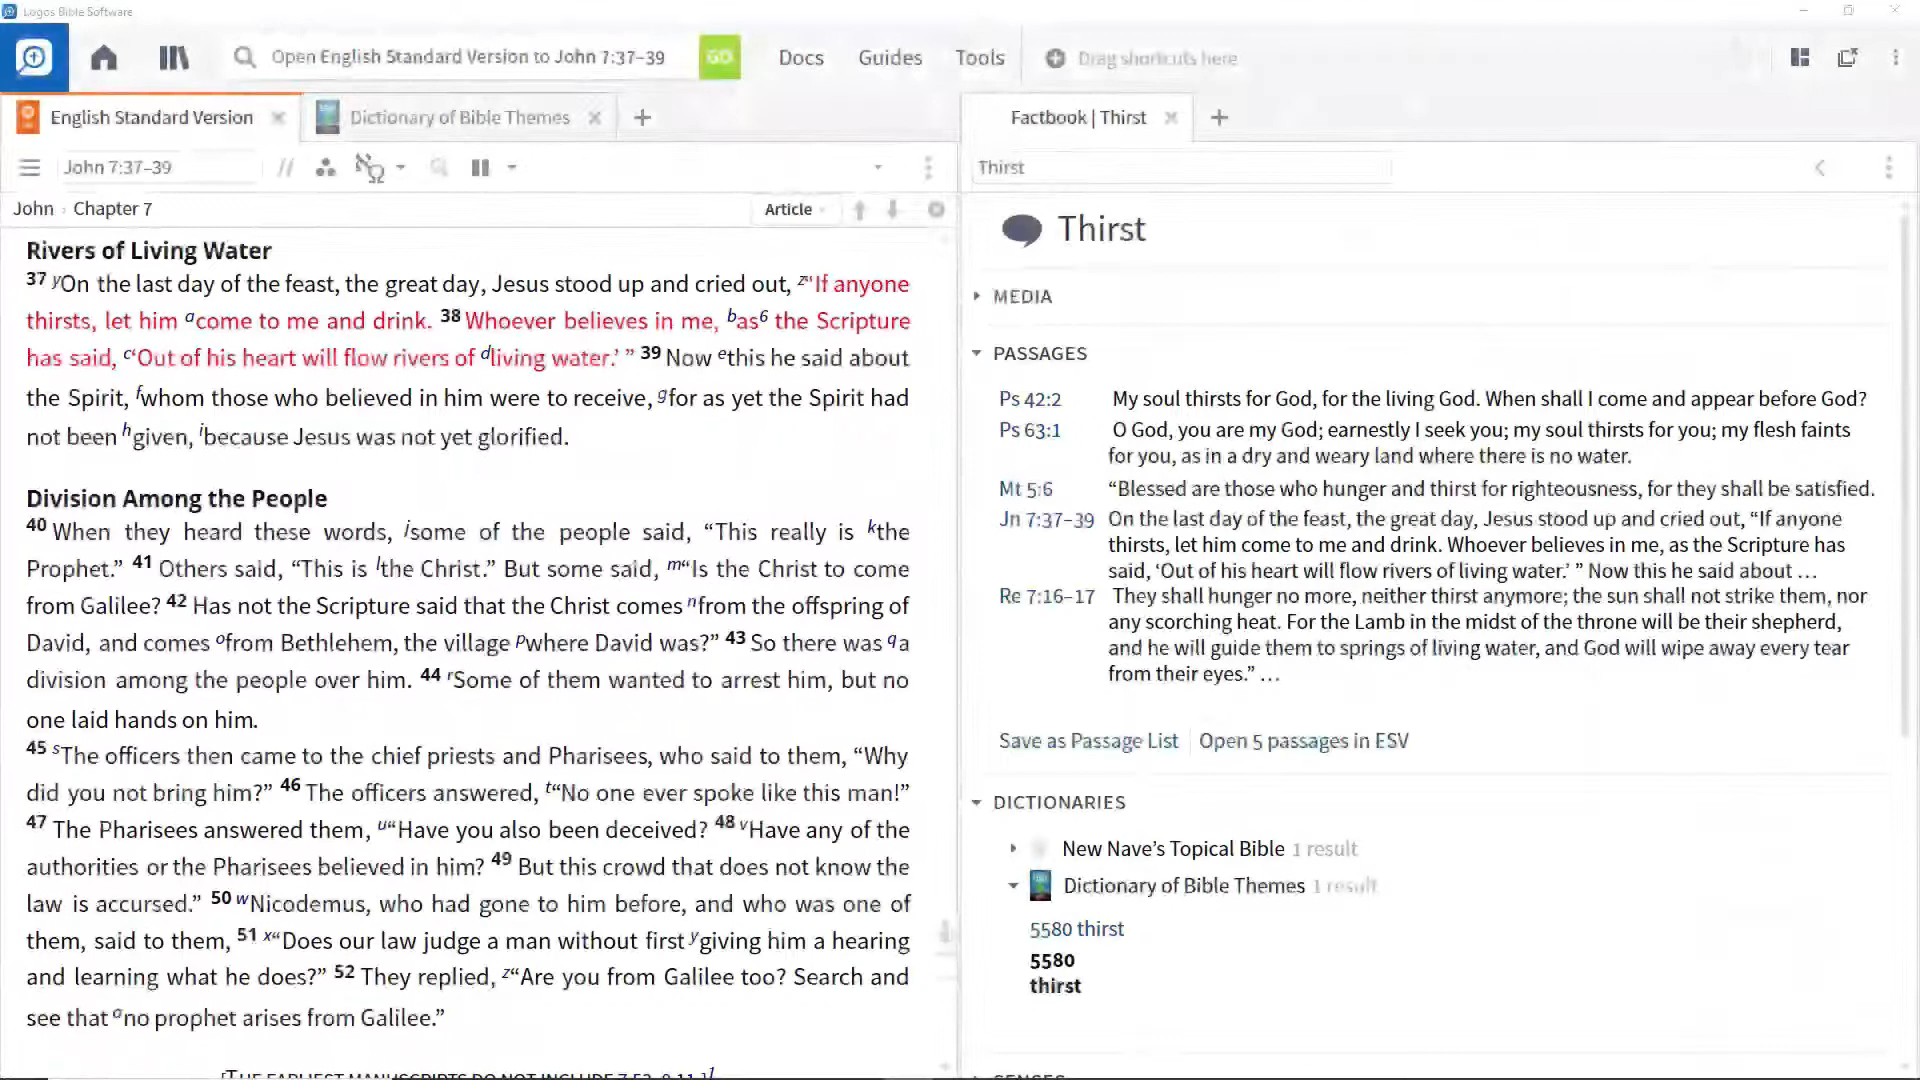 Logos Bible Software
Open English Standard Version to John 7:37–39
GO
Docs
Guides
Tools
Drag shortcuts here
English Standard Version
Dictionary of Bible Themes
Factbook | Thirst
John 7:37–39
Thirst
John › Chapter 7
Article
Rivers of Living Water
37 yOn the last day of the feast, the great day, Jesus stood up and cried out, z“If anyone
thirsts, let him acome to me and drink. 38 Whoever believes in me, bas6 the Scripture
has said, c‘Out of his heart will flow rivers of dliving water.’ ” 39 Now ethis he said about
the Spirit, fwhom those who believed in him were to receive, gfor as yet the Spirit had
not been hgiven, ibecause Jesus was not yet glorified.
Division Among the People
40 When they heard these words, jsome of the people said, “This really is kthe
Prophet.” 41 Others said, “This is lthe Christ.” But some said, m“Is the Christ to come
from Galilee? 42 Has not the Scripture said that the Christ comes nfrom the offspring of
David, and comes ofrom Bethlehem, the village pwhere David was?” 43 So there was qa
division among the people over him. 44 rSome of them wanted to arrest him, but no
one laid hands on him.
45 sThe officers then came to the chief priests and Pharisees, who said to them, “Why
did you not bring him?” 46 The officers answered, t“No one ever spoke like this man!”
47 The Pharisees answered them, u“Have you also been deceived? 48 vHave any of the
authorities or the Pharisees believed in him? 49 But this crowd that does not know the
law is accursed.” 50 wNicodemus, who had gone to him before, and who was one of
them, said to them, 51 x“Does our law judge a man without first ygiving him a hearing
and learning what he does?” 52 They replied, z“Are you from Galilee too? Search and
see that ano prophet arises from Galilee.”
[THE EARLIEST MANUSCRIPTS DO NOT INCLUDE 7:53–8:11.]1
Thirst
MEDIA
PASSAGES
Ps 42:2 My soul thirsts for God, for the living God. When shall I come and appear before God?
Ps 63:1 O God, you are my God; earnestly I seek you; my soul thirsts for you; my flesh faints
for you, as in a dry and weary land where there is no water.
Mt 5:6 “Blessed are those who hunger and thirst for righteousness, for they shall be satisfied.
Jn 7:37–39 On the last day of the feast, the great day, Jesus stood up and cried out, “If anyone
thirsts, let him come to me and drink. Whoever believes in me, as the Scripture has
said, ‘Out of his heart will flow rivers of living water.’ ” Now this he said about …
Re 7:16–17 They shall hunger no more, neither thirst anymore; the sun shall not strike them, nor
any scorching heat. For the Lamb in the midst of the throne will be their shepherd,
and he will guide them to springs of living water, and God will wipe away every tear
from their eyes.” …
Save as Passage List
Open 5 passages in ESV
DICTIONARIES
New Nave’s Topical Bible 1 result
Dictionary of Bible Themes 1 result
5580 thirst
5580
thirst
SENSES